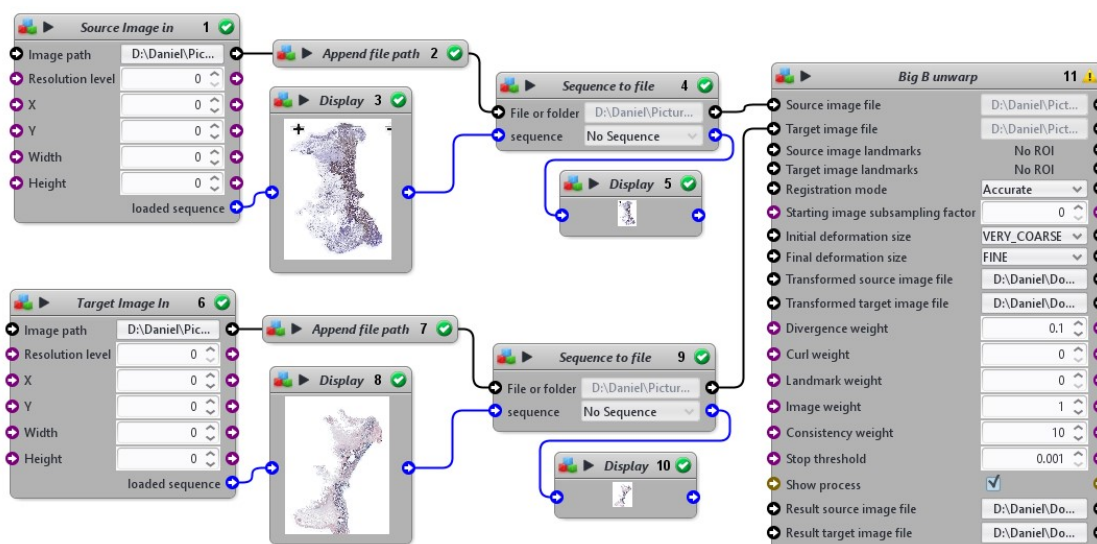 Source Image in 1
Image path D:\Daniel\Pic...
Resolution level 0
X 0
Y 0
Width 0
Height 0
loaded sequence
Append file path 2
Display 3
+ -
Sequence to file 4
File or folder D:\Daniel\Pictur...
sequence No Sequence
Display 5
Target Image In 6
Image path D:\Daniel\Pic...
Resolution level 0
X 0
Y 0
Width 0
Height 0
loaded sequence
Append file path 7
Display 8
Sequence to file 9
File or folder D:\Daniel\Pictur...
sequence No Sequence
Display 10
Big B unwarp 11
Source image file D:\Daniel\Pict...
Target image file D:\Daniel\Pict...
Source image landmarks No ROI
Target image landmarks No ROI
Registration mode Accurate
Starting image subsampling factor 0
Initial deformation size VERY_COARSE
Final deformation size FINE
Transformed source image file D:\Daniel\Do...
Transformed target image file D:\Daniel\Do...
Divergence weight 0.1
Curl weight 0
Landmark weight 0
Image weight 1
Consistency weight 10
Stop threshold 0.001
Show process
Result source image file D:\Daniel\Do...
Result target image file D:\Daniel\Do...